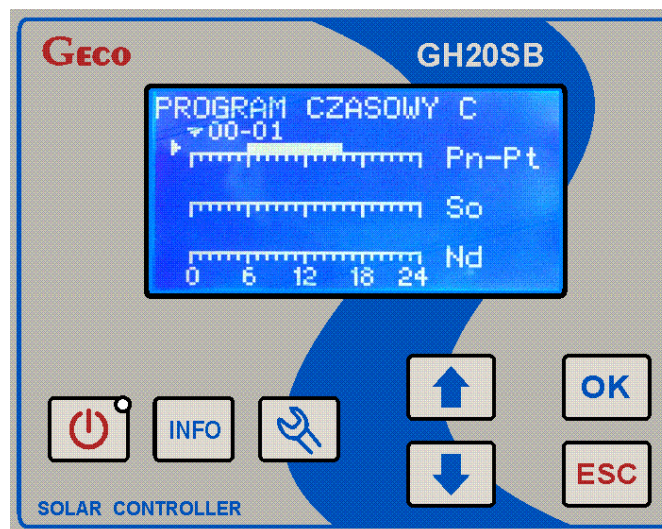 GECO
GH20SB
PROGRAM CZASOWY C
00-01
Pn-Pt
So
Nd
0 6 12 18 24
OK
INFO
ESC
SOLAR CONTROLLER